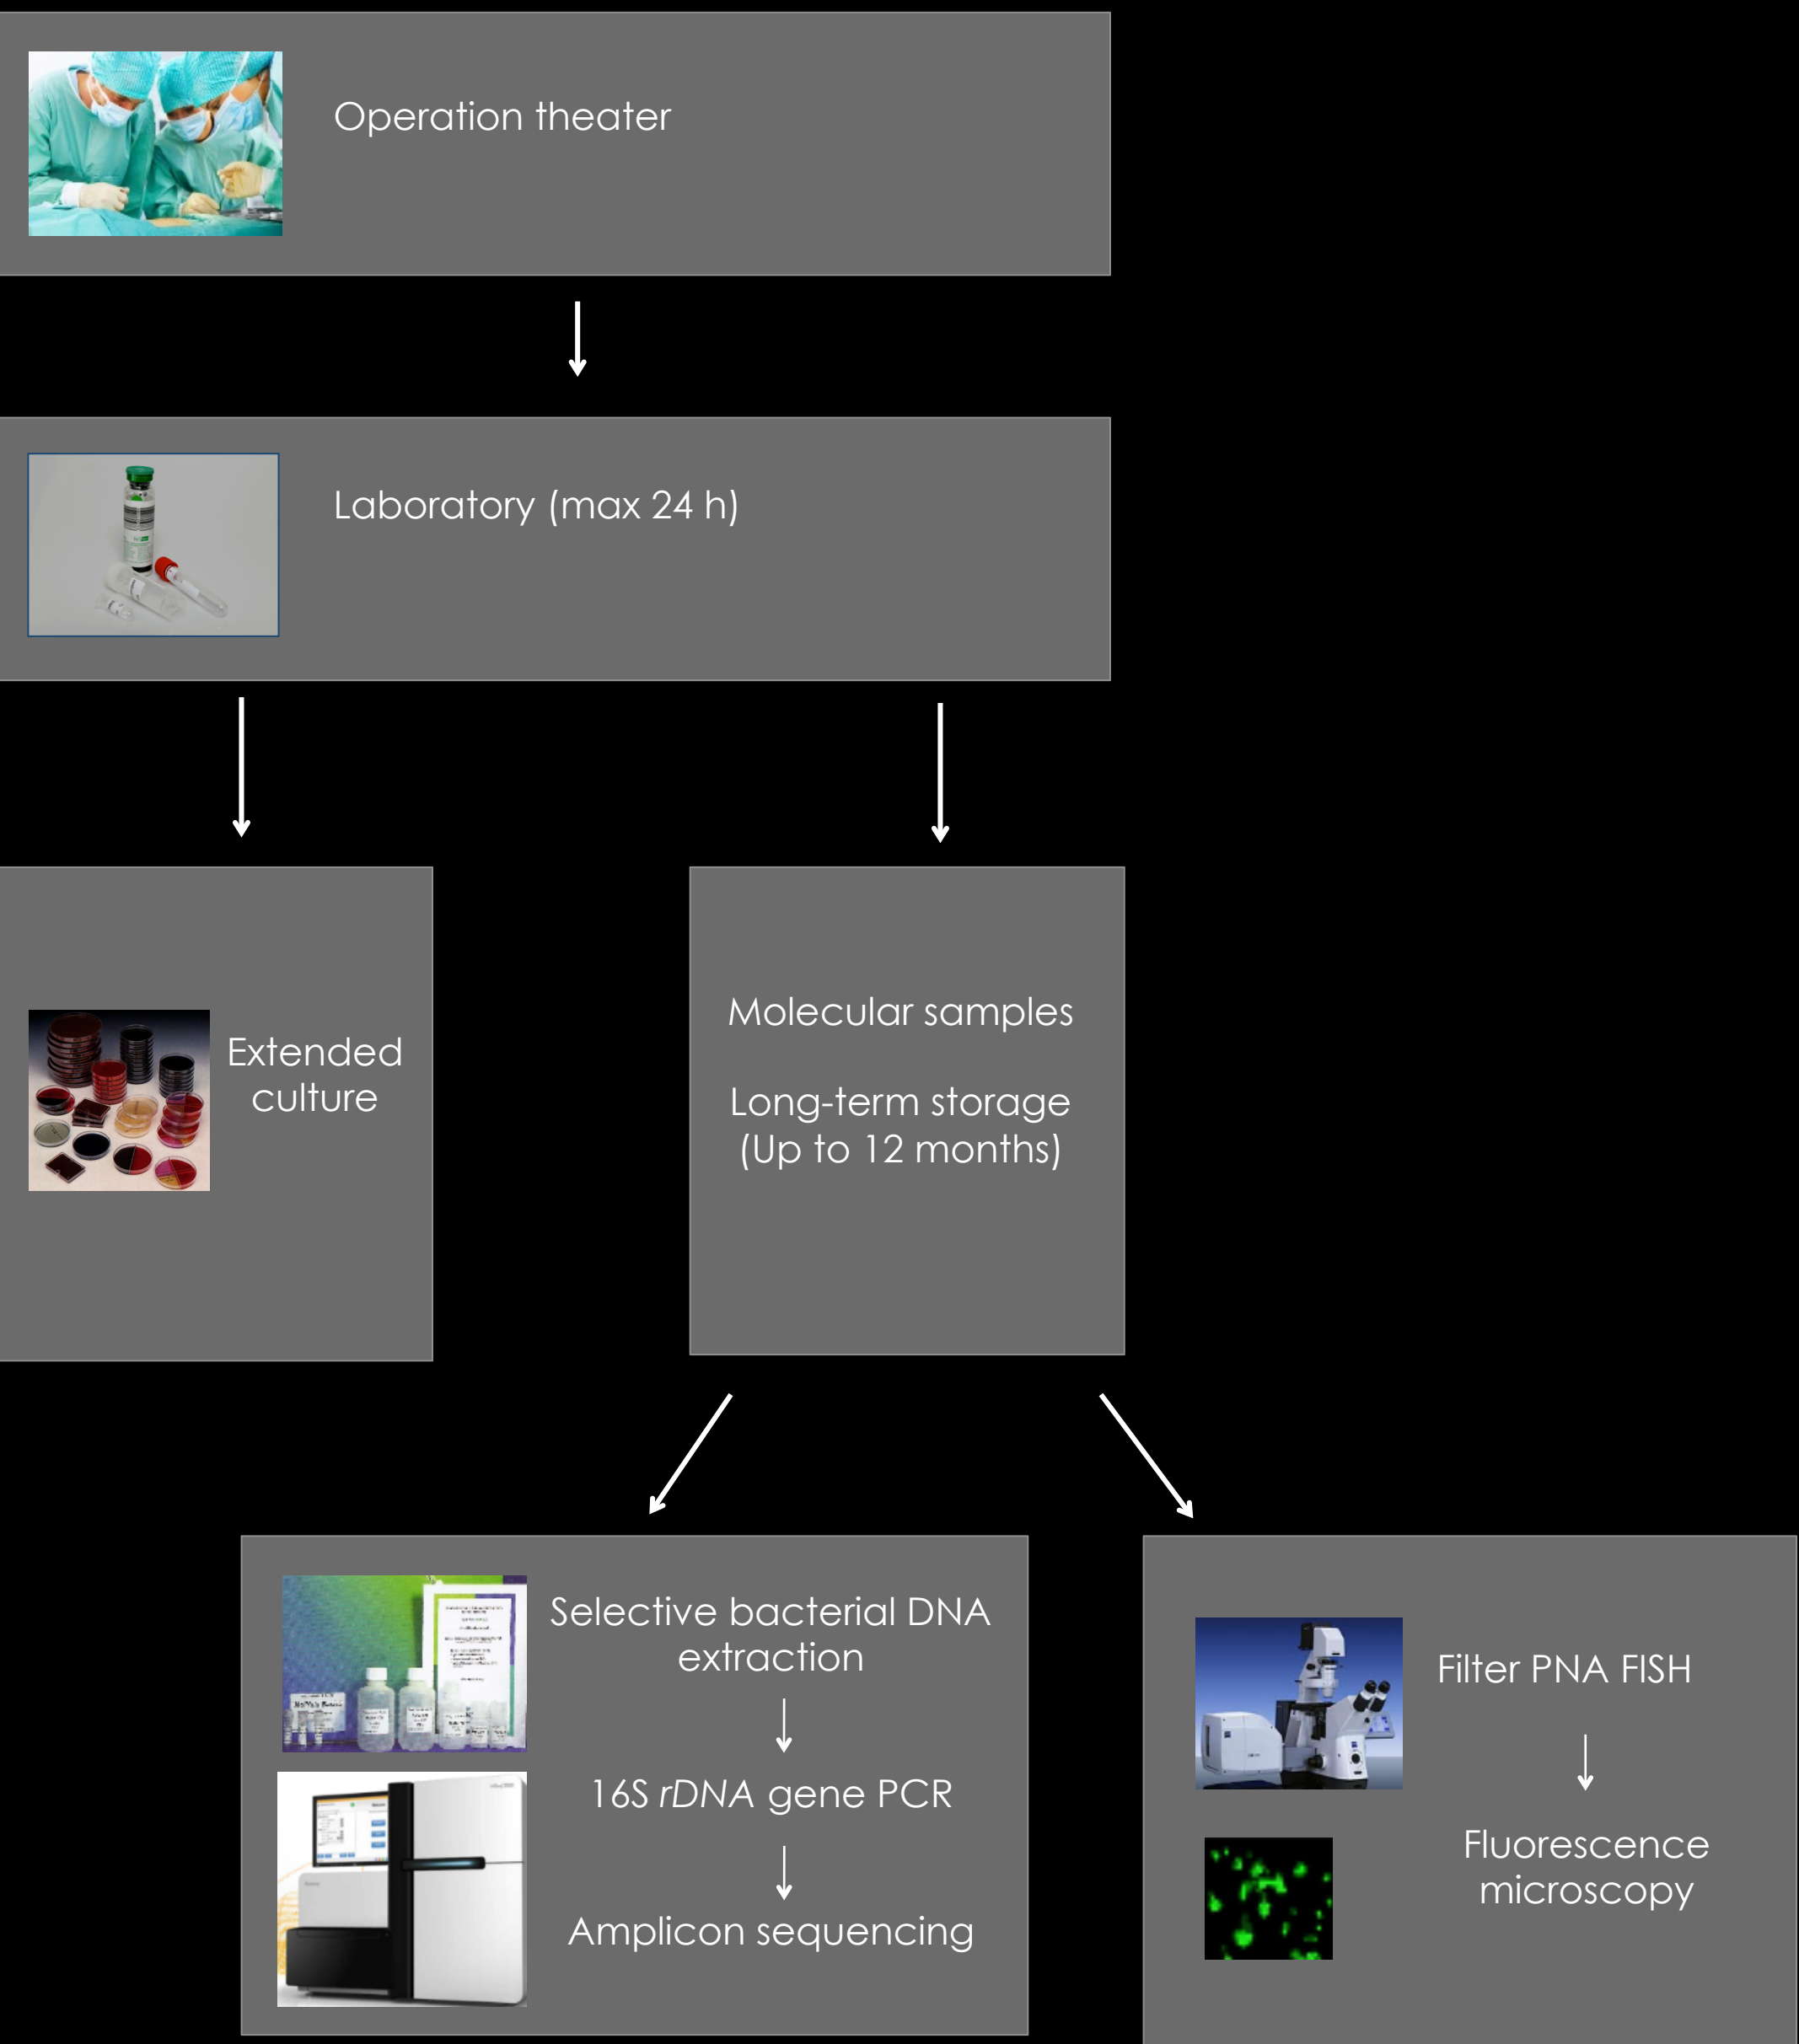 Operation theater
Laboratory (max 24 h)
Extended
culture
Molecular samples
Long-term storage
(Up to 12 months)
Selective bacterial DNA
extraction
16S rDNA gene PCR
Amplicon sequencing
Filter PNA FISH
Fluorescence
microscopy